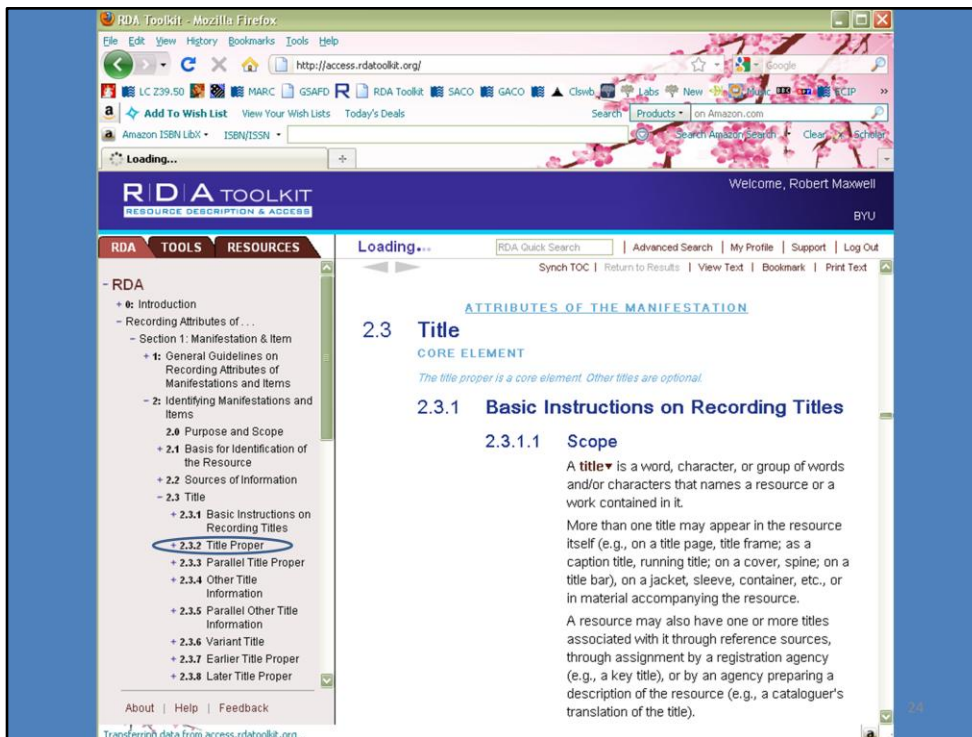 RDA Toolkit - Mozilla Firefox
File Edit View History Bookmarks Tools Help
http://access.rdatoolkit.org/
Google
LC Z39.50 MARC GSAFD RDA Toolkit SACO GACO Clswb Labs New Music ECIP »
Add To Wish List View Your Wish Lists Today's Deals Search Products on Amazon.com
Amazon ISBN LibX ISBN/ISSN Search Amazon Search Clear Scholar
Loading...
R|D|A TOOLKIT
RESOURCE DESCRIPTION & ACCESS
Welcome, Robert Maxwell
BYU
RDA TOOLS RESOURCES
- RDA
+ 0: Introduction
- Recording Attributes of . . .
- Section 1: Manifestation & Item
+ 1: General Guidelines on
Recording Attributes of
Manifestations and Items
- 2: Identifying Manifestations and
Items
2.0 Purpose and Scope
+ 2.1 Basis for Identification of
the Resource
+ 2.2 Sources of Information
- 2.3 Title
+ 2.3.1 Basic Instructions on
Recording Titles
+ 2.3.2 Title Proper
+ 2.3.3 Parallel Title Proper
+ 2.3.4 Other Title
Information
+ 2.3.5 Parallel Other Title
Information
+ 2.3.6 Variant Title
+ 2.3.7 Earlier Title Proper
+ 2.3.8 Later Title Proper
About | Help | Feedback
Loading... RDA Quick Search | Advanced Search | My Profile | Support | Log Out
Synch TOC | Return to Results | View Text | Bookmark | Print Text
ATTRIBUTES OF THE MANIFESTATION
2.3 Title
CORE ELEMENT
The title proper is a core element. Other titles are optional.
2.3.1 Basic Instructions on Recording Titles
2.3.1.1 Scope
A title▾ is a word, character, or group of words
and/or characters that names a resource or a
work contained in it.
More than one title may appear in the resource
itself (e.g., on a title page, title frame; as a
caption title, running title; on a cover, spine; on a
title bar), on a jacket, sleeve, container, etc., or
in material accompanying the resource.
A resource may also have one or more titles
associated with it through reference sources,
through assignment by a registration agency
(e.g., a key title), or by an agency preparing a
description of the resource (e.g., a cataloguer's
translation of the title).
Transferring data from access.rdatoolkit.org
24